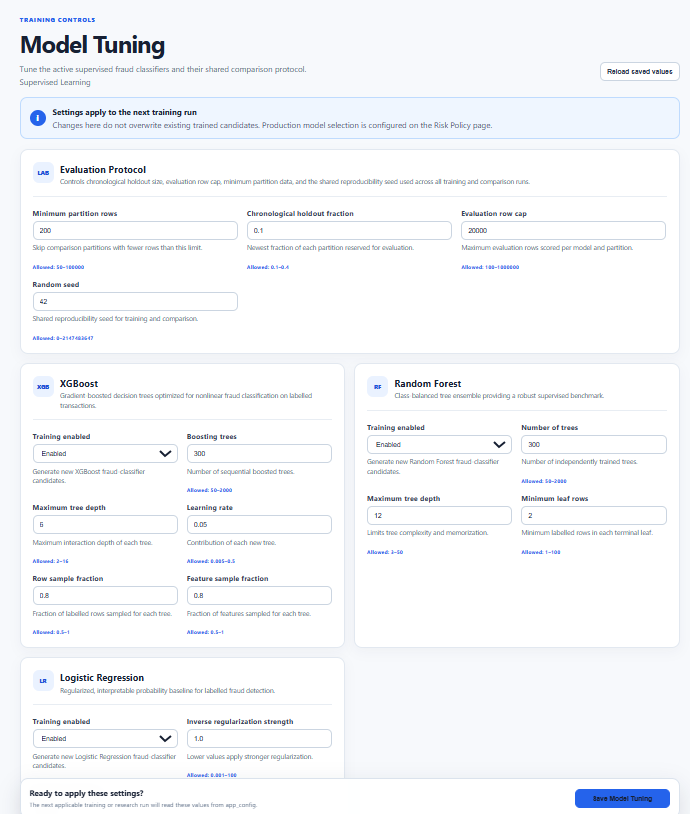 TRAINING CONTROLS
Model Tuning
Tune the active supervised fraud classifiers and their shared comparison protocol.
Supervised Learning
Reload saved values
i
Settings apply to the next training run
Changes here do not overwrite existing trained candidates. Production model selection is configured on the Risk Policy page.
LAB
Evaluation Protocol
Controls chronological holdout size, evaluation row cap, minimum partition data, and the shared reproducibility seed used across all training and comparison runs.
Minimum partition rows
200
Skip comparison partitions with fewer rows than this limit.
Allowed: 50–100000
Chronological holdout fraction
0.1
Newest fraction of each partition reserved for evaluation.
Allowed: 0.1–0.4
Evaluation row cap
20000
Maximum evaluation rows scored per model and partition.
Allowed: 100–1000000
Random seed
42
Shared reproducibility seed for training and comparison.
Allowed: 0–2147483647
XGB
XGBoost
Gradient-boosted decision trees optimized for nonlinear fraud classification on labelled
transactions.
Training enabled
Enabled
Generate new XGBoost fraud-classifier
candidates.
Boosting trees
300
Number of sequential boosted trees.
Allowed: 50–2000
Maximum tree depth
6
Maximum interaction depth of each tree.
Allowed: 2–16
Learning rate
0.05
Contribution of each new tree.
Allowed: 0.005–0.5
Row sample fraction
0.8
Fraction of labelled rows sampled for each tree.
Allowed: 0.5–1
Feature sample fraction
0.8
Fraction of features sampled for each tree.
Allowed: 0.5–1
RF
Random Forest
Class-balanced tree ensemble providing a robust supervised benchmark.
Training enabled
Enabled
Generate new Random Forest fraud-classifier
candidates.
Number of trees
300
Number of independently trained trees.
Allowed: 50–2000
Maximum tree depth
12
Limits tree complexity and memorization.
Allowed: 3–50
Minimum leaf rows
2
Minimum labelled rows in each terminal leaf.
Allowed: 1–100
LR
Logistic Regression
Regularized, interpretable probability baseline for labelled fraud detection.
Training enabled
Enabled
Generate new Logistic Regression fraud-classifier
candidates.
Inverse regularization strength
1.0
Lower values apply stronger regularization.
Allowed: 0.001–100
Ready to apply these settings?
The next applicable training or research run will read these values from app_config.
Save Model Tuning